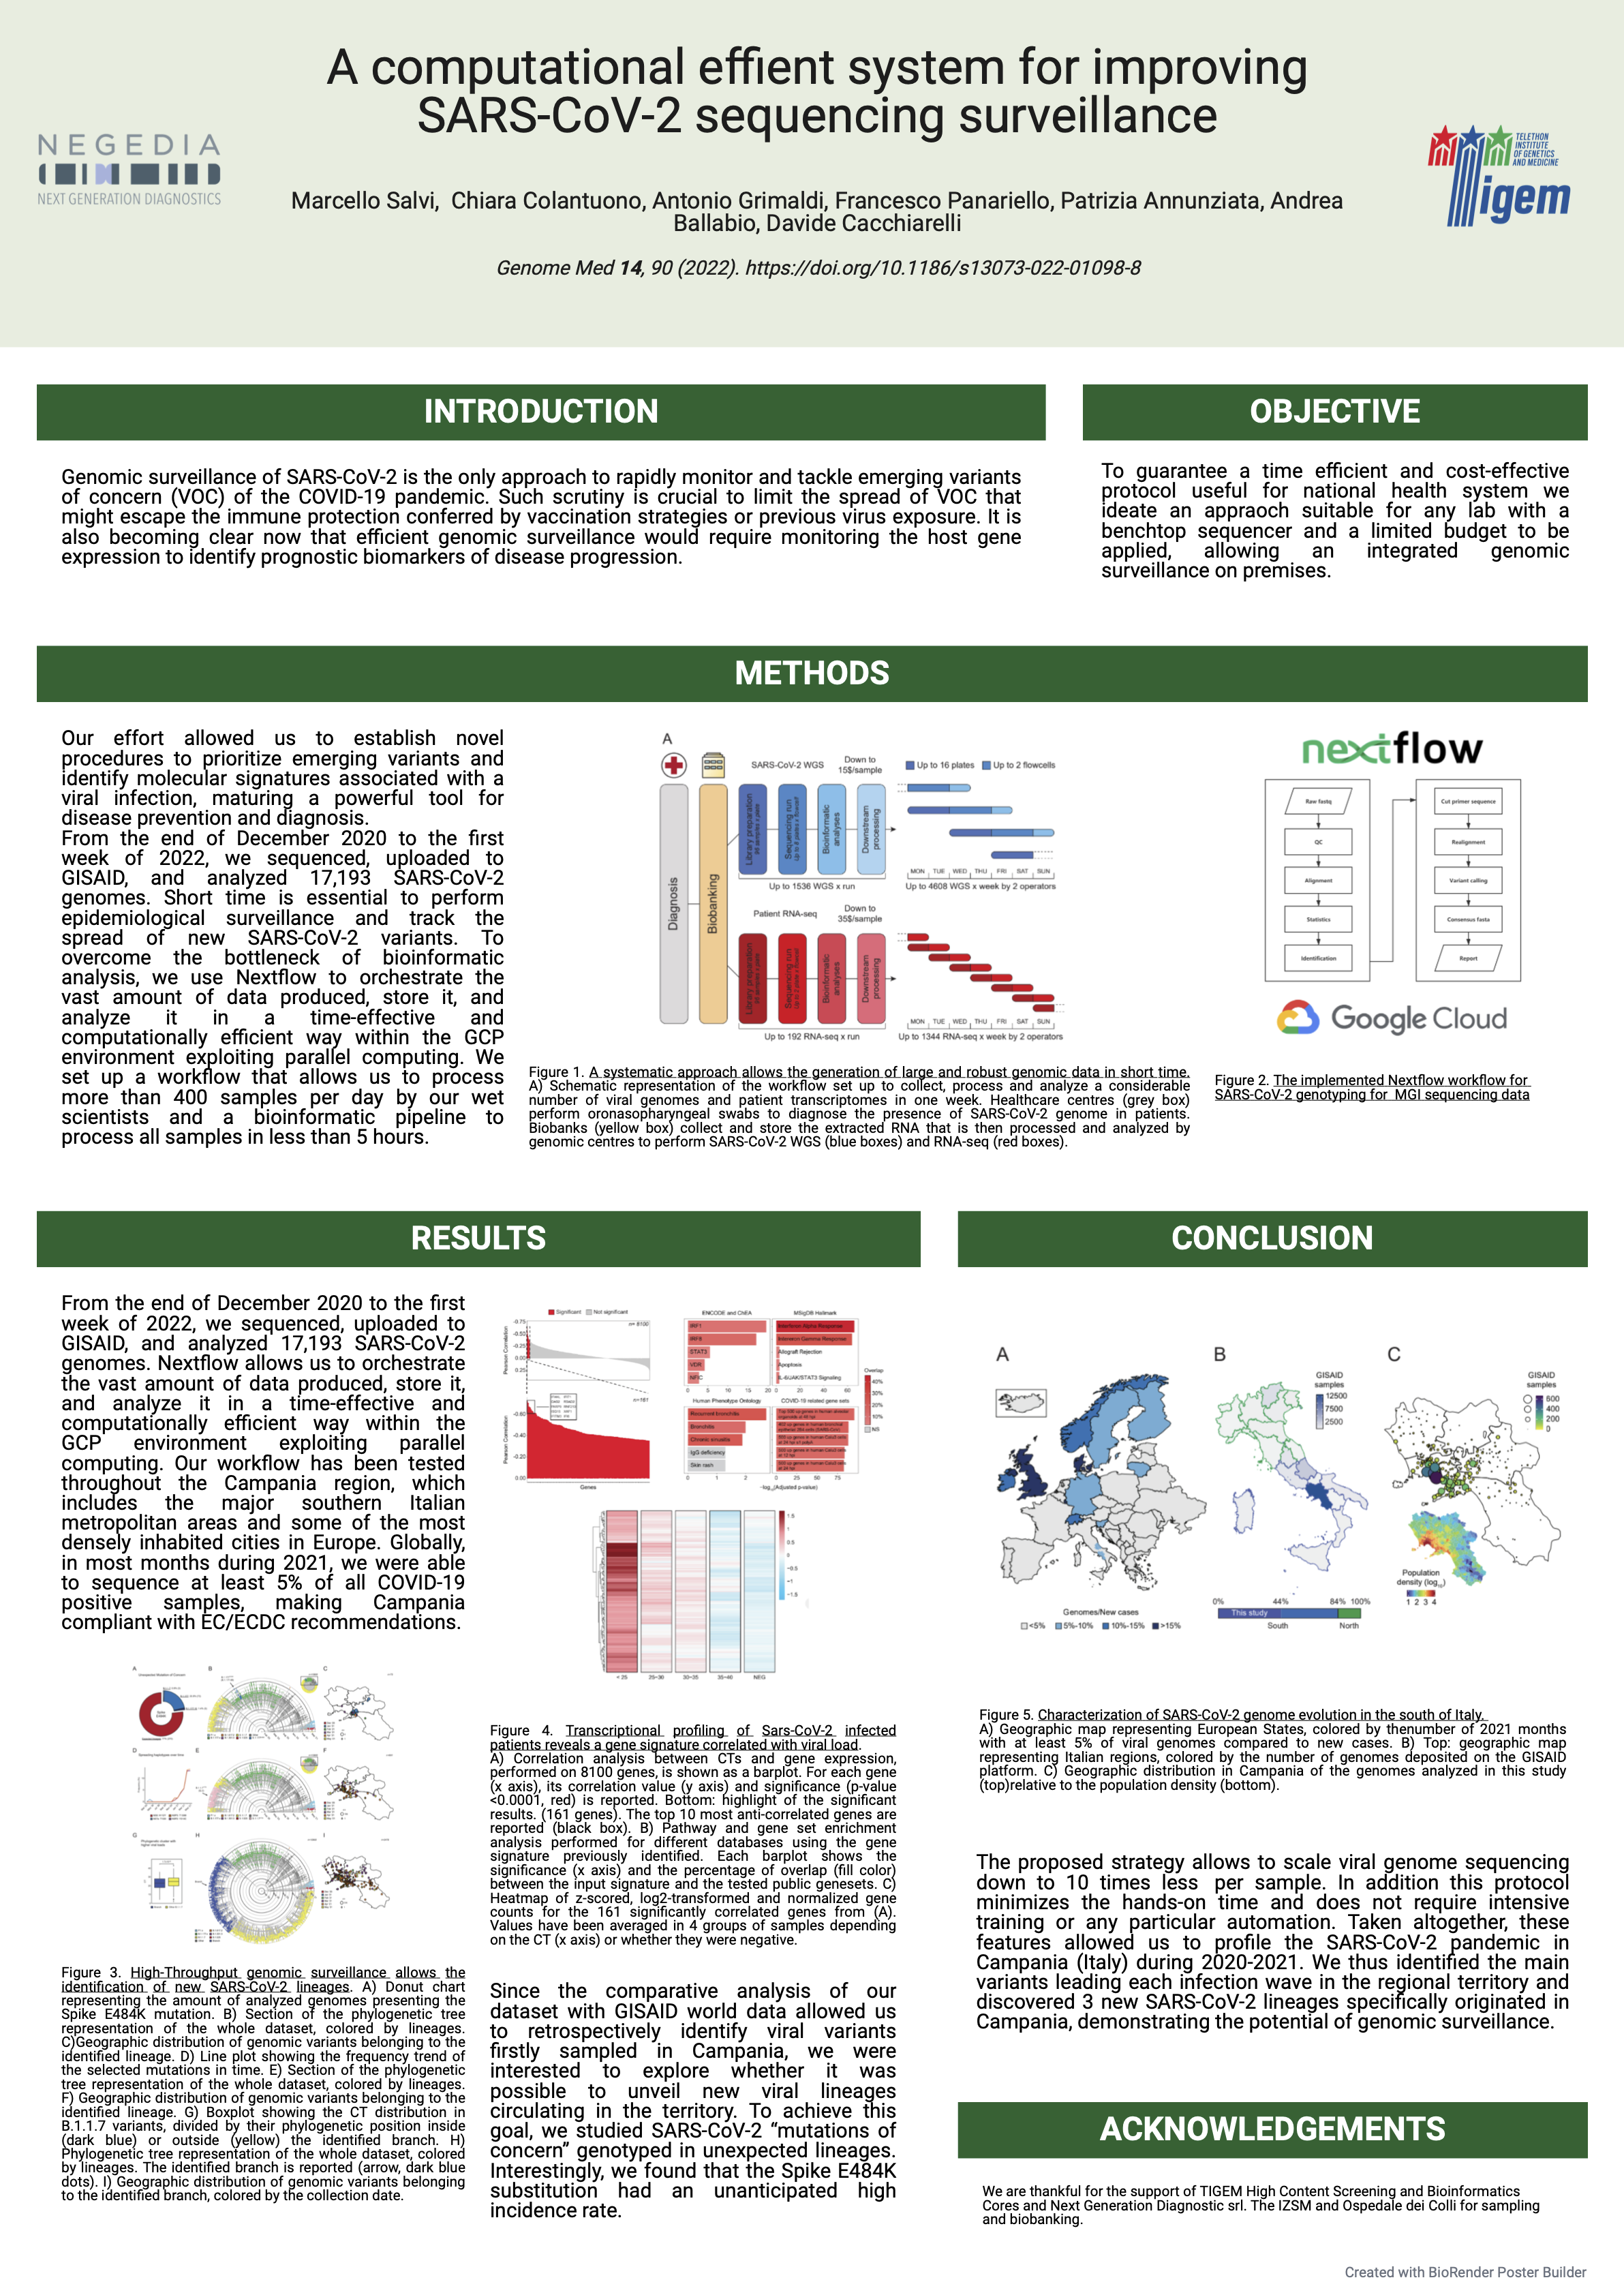 A computational effient system for improving
SARS-CoV-2 sequencing surveillance
NEGEDIA
NEXT GENERATION DIAGNOSTICS
TELETHON
INSTITUTE
OF GENETICS
AND MEDICINE
Tigem
Marcello Salvi, Chiara Colantuono, Antonio Grimaldi, Francesco Panariello, Patrizia Annunziata, Andrea
Ballabio, Davide Cacchiarelli
Genome Med 14, 90 (2022). https://doi.org/10.1186/s13073-022-01098-8
INTRODUCTION
Genomic surveillance of SARS-CoV-2 is the only approach to rapidly monitor and tackle emerging variants
of concern (VOC) of the COVID-19 pandemic. Such scrutiny is crucial to limit the spread of VOC that
might escape the immune protection conferred by vaccination strategies or previous virus exposure. It is
also becoming clear now that efficient genomic surveillance would require monitoring the host gene
expression to identify prognostic biomarkers of disease progression.
OBJECTIVE
To guarantee a time efficient and cost-effective
protocol useful for national health system we
ideate an appraoch suitable for any lab with a
benchtop sequencer and a limited budget to be
applied, allowing an integrated genomic
surveillance on premises.
METHODS
Our effort allowed us to establish novel
procedures to prioritize emerging variants and
identify molecular signatures associated with a
viral infection, maturing a powerful tool for
disease prevention and diagnosis.
From the end of December 2020 to the first
week of 2022, we sequenced, uploaded to
GISAID, and analyzed 17,193 SARS-CoV-2
genomes. Short time is essential to perform
epidemiological surveillance and track the
spread of new SARS-CoV-2 variants. To
overcome the bottleneck of bioinformatic
analysis, we use Nextflow to orchestrate the
vast amount of data produced, store it, and
analyze it in a time-effective and
computationally efficient way within the GCP
environment exploiting parallel computing. We
set up a workflow that allows us to process
more than 400 samples per day by our wet
scientists and a bioinformatic pipeline to
process all samples in less than 5 hours.
A
SARS-CoV-2 WGS
Down to
15$/sample
Up to 16 plates
Up to 2 flowcells
Diagnosis
Biobanking
Library preparation
Sequencing run
Bioinformatic
analyses
Downstream
processing
MON TUE WED THU FRI SAT SUN
Up to 1536 WGS x run
Up to 4608 WGS x week by 2 operators
Patient RNA-seq
Down to
35$/sample
Library preparation
Sequencing run
Bioinformatic
analyses
Downstream
processing
MON TUE WED THU FRI SAT SUN
Up to 192 RNA-seq x run
Up to 1344 RNA-seq x week by 2 operators
Figure 1. A systematic approach allows the generation of large and robust genomic data in short time.
A) Schematic representation of the workflow set up to collect, process and analyze a considerable
number of viral genomes and patient transcriptomes in one week. Healthcare centres (grey box)
perform oronasopharyngeal swabs to diagnose the presence of SARS-CoV-2 genome in patients.
Biobanks (yellow box) collect and store the extracted RNA that is then processed and analyzed by
genomic centres to perform SARS-CoV-2 WGS (blue boxes) and RNA-seq (red boxes).
nextflow
Raw fastq
QC
Alignment
Statistics
Identification
Cut primer sequence
Realignment
Variant calling
Consensus fasta
Report
Google Cloud
Figure 2. The implemented Nextflow workflow for
SARS-CoV-2 genotyping for MGI sequencing data
RESULTS
From the end of December 2020 to the first
week of 2022, we sequenced, uploaded to
GISAID, and analyzed 17,193 SARS-CoV-2
genomes. Nextflow allows us to orchestrate
the vast amount of data produced, store it,
and analyze it in a time-effective and
computationally efficient way within the
GCP environment exploiting parallel
computing. Our workflow has been tested
throughout the Campania region, which
includes the major southern Italian
metropolitan areas and some of the most
densely inhabited cities in Europe. Globally,
in most months during 2021, we were able
to sequence at least 5% of all COVID-19
positive samples, making Campania
compliant with EC/ECDC recommendations.
A
B
C
D
E
F
G
H
I
Figure 3. High-Throughput genomic surveillance allows the
identification of new SARS-CoV-2 lineages. A) Donut chart
representing the amount of analyzed genomes presenting the
Spike E484K mutation. B) Section of the phylogenetic tree
representation of the whole dataset, colored by lineages.
C)Geographic distribution of genomic variants belonging to the
identified lineage. D) Line plot showing the frequency trend of
the selected mutations in time. E) Section of the phylogenetic
tree representation of the whole dataset, colored by lineages.
F) Geographic distribution of genomic variants belonging to the
identified lineage. G) Boxplot showing the CT distribution in
B.1.1.7 variants, divided by their phylogenetic position inside
(dark blue) or outside (yellow) the identified branch. H)
Phylogenetic tree representation of the whole dataset, colored
by lineages. The identified branch is reported (arrow, dark blue
dots). I) Geographic distribution of genomic variants belonging
to the identified branch, colored by the collection date.
Significant
Not significant
n= 8100
Pearson Correlation
n=161
Pearson Correlation
Genes
ENCODE and ChEA
IRF1
IRF8
STAT3
VDR
0 5 10 15 20
MSigDB Hallmark
Interferon Alpha Response
Interferon Gamma Response
Allograft Rejection
Apoptosis
IL-6/JAK/STAT3 Signaling
0 20 40 60
Human Phenotype Ontology
Recurrent bronchitis
Bronchitis
Chronic sinusitis
IgG deficiency
Skin rash
0 1 2
COVID-19 related gene sets
0 25 50 75
-log10(Adjusted p-value)
Overlap
40%
30%
20%
10%
NS
< 25 25-30 30-35 35-40 NEG
Figure 4. Transcriptional profiling of Sars-CoV-2 infected
patients reveals a gene signature correlated with viral load.
A) Correlation analysis between CTs and gene expression,
performed on 8100 genes, is shown as a barplot. For each gene
(x axis), its correlation value (y axis) and significance (p-value
<0.0001, red) is reported. Bottom: highlight of the significant
results. (161 genes). The top 10 most anti-correlated genes are
reported (black box). B) Pathway and gene set enrichment
analysis performed for different databases using the gene
signature previously identified. Each barplot shows the
significance (x axis) and the percentage of overlap (fill color)
between the input signature and the tested public genesets. C)
Heatmap of z-scored, log2-transformed and normalized gene
counts for the 161 significantly correlated genes from (A).
Values have been averaged in 4 groups of samples depending
on the CT (x axis) or whether they were negative.
Since the comparative analysis of our
dataset with GISAID world data allowed us
to retrospectively identify viral variants
firstly sampled in Campania, we were
interested to explore whether it was
possible to unveil new viral lineages
circulating in the territory. To achieve this
goal, we studied SARS-CoV-2 “mutations of
concern” genotyped in unexpected lineages.
Interestingly, we found that the Spike E484K
substitution had an unanticipated high
incidence rate.
CONCLUSION
A
Genomes/New cases
<5% 5%-10% 10%-15% >15%
B
GISAID
samples
12500
7500
2500
0% 44% 84% 100%
This study
South North
C
GISAID
samples
600
400
200
0
Population
density (log10)
1 2 3 4
Figure 5. Characterization of SARS-CoV-2 genome evolution in the south of Italy.
A) Geographic map representing European States, colored by thenumber of 2021 months
with at least 5% of viral genomes compared to new cases. B) Top: geographic map
representing Italian regions, colored by the number of genomes deposited on the GISAID
platform. C) Geographic distribution in Campania of the genomes analyzed in this study
(top)relative to the population density (bottom).
The proposed strategy allows to scale viral genome sequencing
down to 10 times less per sample. In addition this protocol
minimizes the hands-on time and does not require intensive
training or any particular automation. Taken altogether, these
features allowed us to profile the SARS-CoV-2 pandemic in
Campania (Italy) during 2020-2021. We thus identified the main
variants leading each infection wave in the regional territory and
discovered 3 new SARS-CoV-2 lineages specifically originated in
Campania, demonstrating the potential of genomic surveillance.
ACKNOWLEDGEMENTS
We are thankful for the support of TIGEM High Content Screening and Bioinformatics
Cores and Next Generation Diagnostic srl. The IZSM and Ospedale dei Colli for sampling
and biobanking.
Created with BioRender Poster Builder